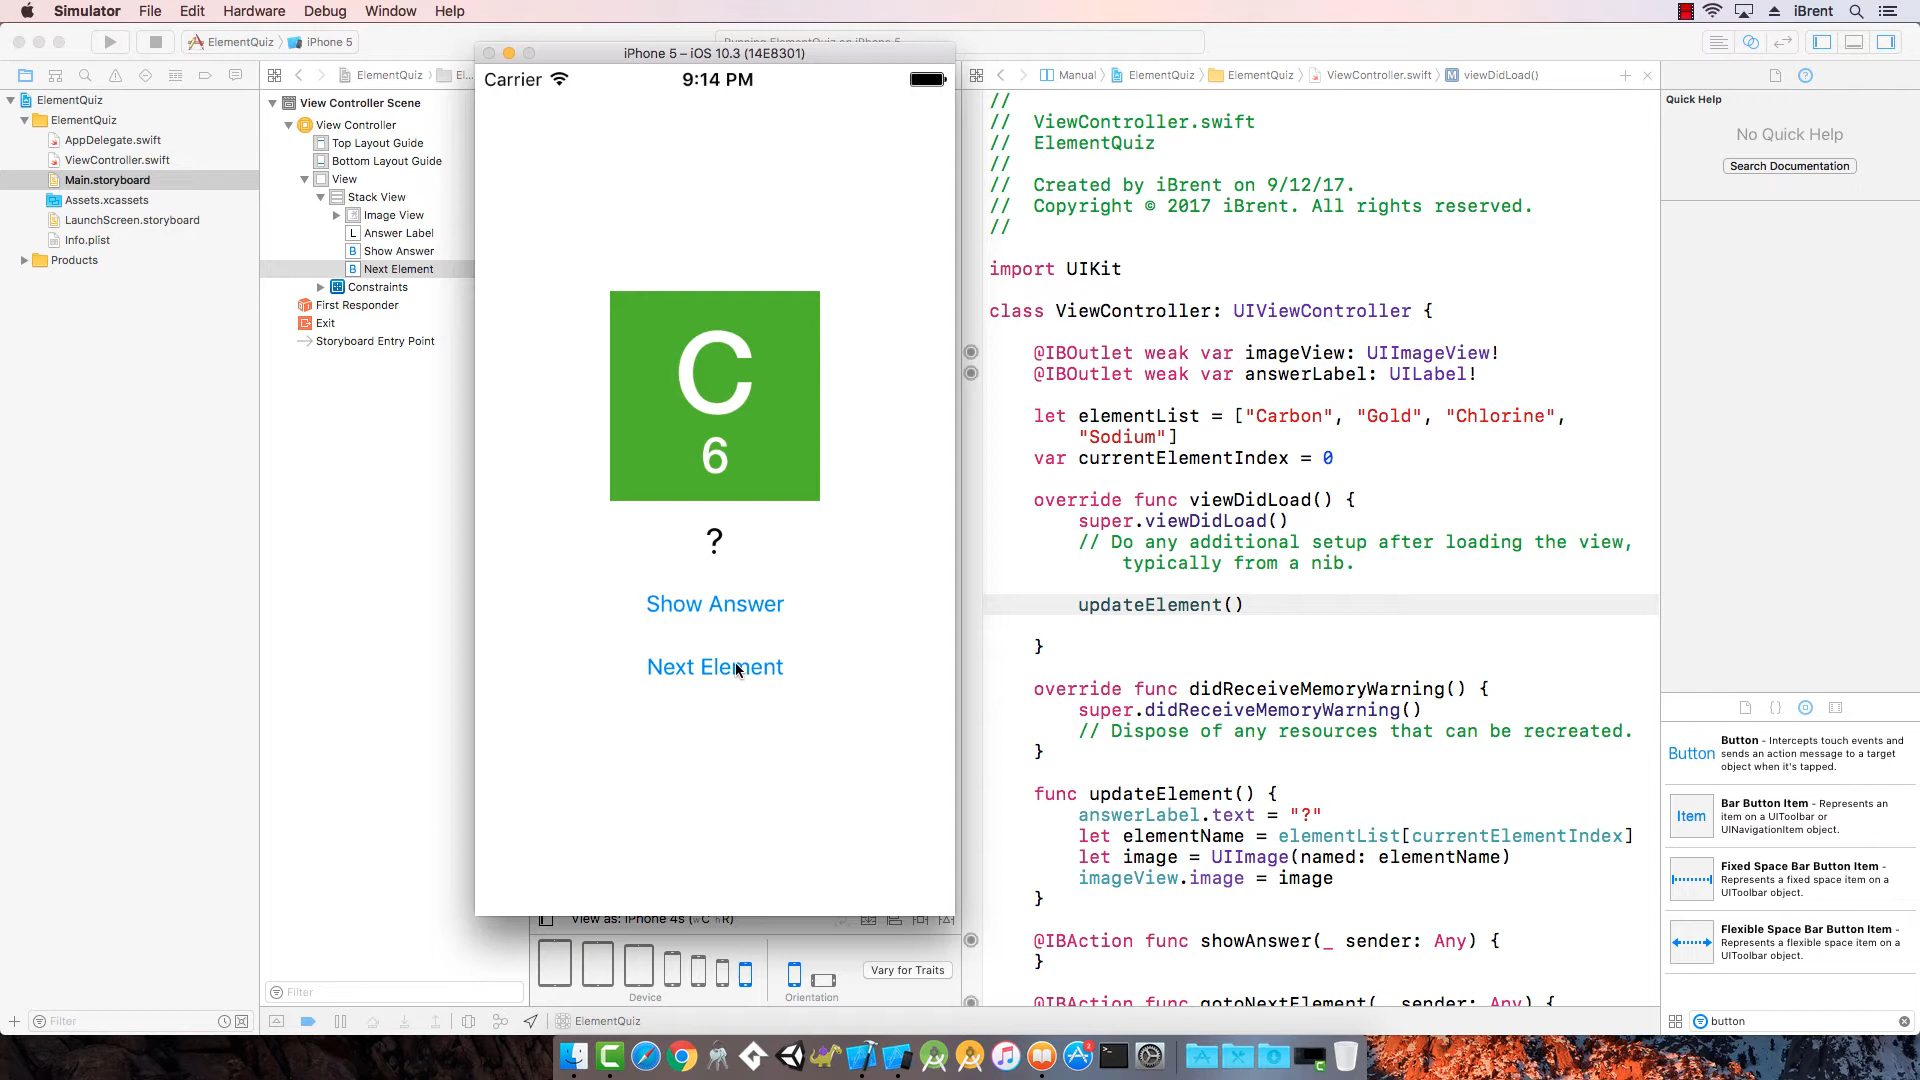 Simulator File Edit Hardware Debug Window Help iBrent
ElementQuiz iPhone 5
iPhone 5 – iOS 10.3 (14E8301)
Carrier 9:14 PM
C
6
?
Show Answer
Next Element
ElementQuiz
ElementQuiz
AppDelegate.swift
ViewController.swift
Main.storyboard
Assets.xcassets
LaunchScreen.storyboard
Info.plist
Products
Filter
ElementQuiz
View Controller Scene
View Controller
Top Layout Guide
Bottom Layout Guide
View
Stack View
Image View
L Answer Label
B Show Answer
B Next Element
Constraints
First Responder
Exit
Storyboard Entry Point
Filter
View as: iPhone 4s (wC hR)
Device
Orientation
Vary for Traits
ElementQuiz
Manual ElementQuiz ElementQuiz ViewController.swift M viewDidLoad()
//
// ViewController.swift
// ElementQuiz
//
// Created by iBrent on 9/12/17.
// Copyright © 2017 iBrent. All rights reserved.
//
import UIKit
class ViewController: UIViewController {
@IBOutlet weak var imageView: UIImageView!
@IBOutlet weak var answerLabel: UILabel!
let elementList = ["Carbon", "Gold", "Chlorine",
"Sodium"]
var currentElementIndex = 0
override func viewDidLoad() {
super.viewDidLoad()
// Do any additional setup after loading the view,
typically from a nib.
updateElement()
}
override func didReceiveMemoryWarning() {
super.didReceiveMemoryWarning()
// Dispose of any resources that can be recreated.
}
func updateElement() {
answerLabel.text = "?"
let elementName = elementList[currentElementIndex]
let image = UIImage(named: elementName)
imageView.image = image
}
@IBAction func showAnswer(_ sender: Any) {
}
@IBAction func gotoNextElement(_ sender: Any) {
Quick Help
No Quick Help
Search Documentation
Button
Button - Intercepts touch events and
sends an action message to a target
object when it's tapped.
Item
Bar Button Item - Represents an
item on a UIToolbar or
UINavigationItem object.
Fixed Space Bar Button Item -
Represents a fixed space item on a
UIToolbar object.
Flexible Space Bar Button Item -
Represents a flexible space item on a
UIToolbar object.
button